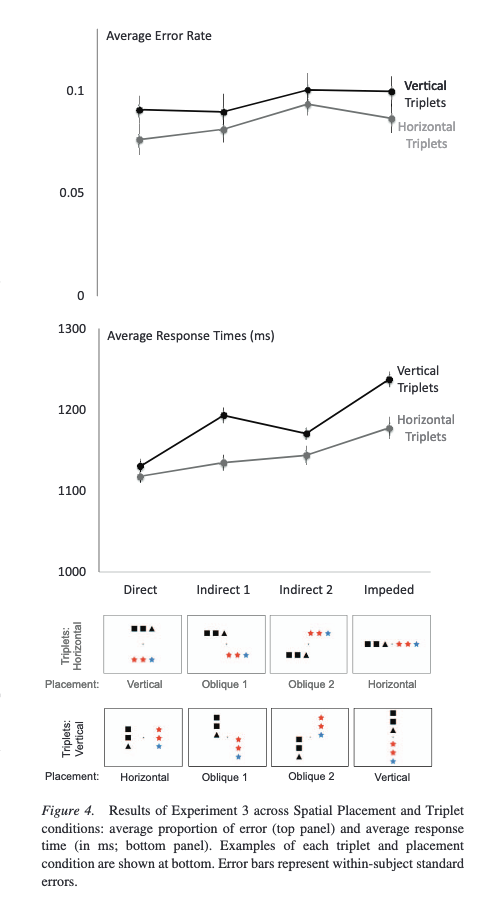 Average Error Rate
0.1
Vertical
Triplets
Horizontal
Triplets
0.05
0
1300
Average Response Times (ms)
Vertical
Triplets
1200
Horizontal
Triplets
1100
1000
Direct Indirect 1 Indirect 2 Impeded
Triplets:
Horizontal
Placement: Vertical Oblique 1 Oblique 2 Horizontal
Triplets:
Vertical
Placement: Horizontal Oblique 1 Oblique 2 Vertical
Figure 4. Results of Experiment 3 across Spatial Placement and Triplet
conditions: average proportion of error (top panel) and average response
time (in ms; bottom panel). Examples of each triplet and placement
condition are shown at bottom. Error bars represent within-subject standard
errors.